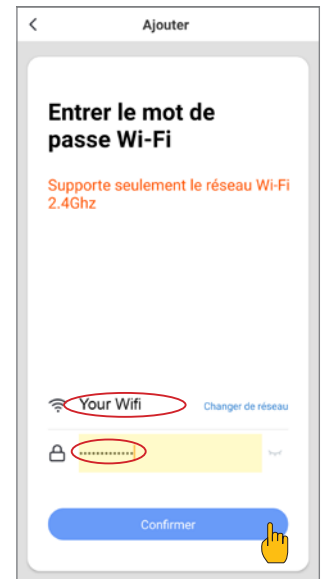 Ajouter
Entrer le mot de
passe Wi-Fi
Supporte seulement le réseau Wi-Fi
2.4Ghz
Your Wifi
Changer de réseau
•••••••••••••
Confirmer